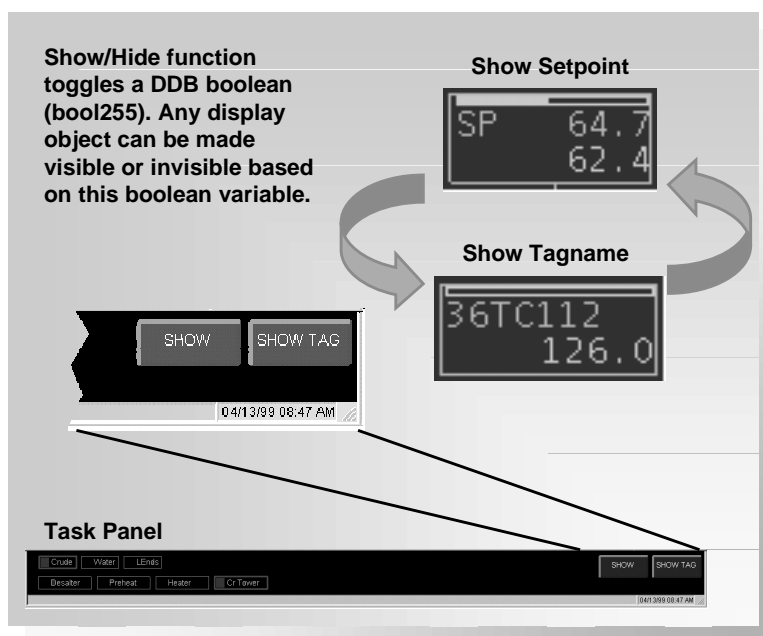 Show/Hide function
toggles a DDB boolean
(bool255). Any display
object can be made
visible or invisible based
on this boolean variable.
Show Setpoint
SP 64.7
62.4
Show Tagname
36TC112
126.0
SHOW
SHOW TAG
04/13/99 08:47 AM
Task Panel
Crude
Water
LEnds
Desalter
Preheat
Heater
Cr Tower
SHOW
SHOW TAG
04/13/99 08:47 AM